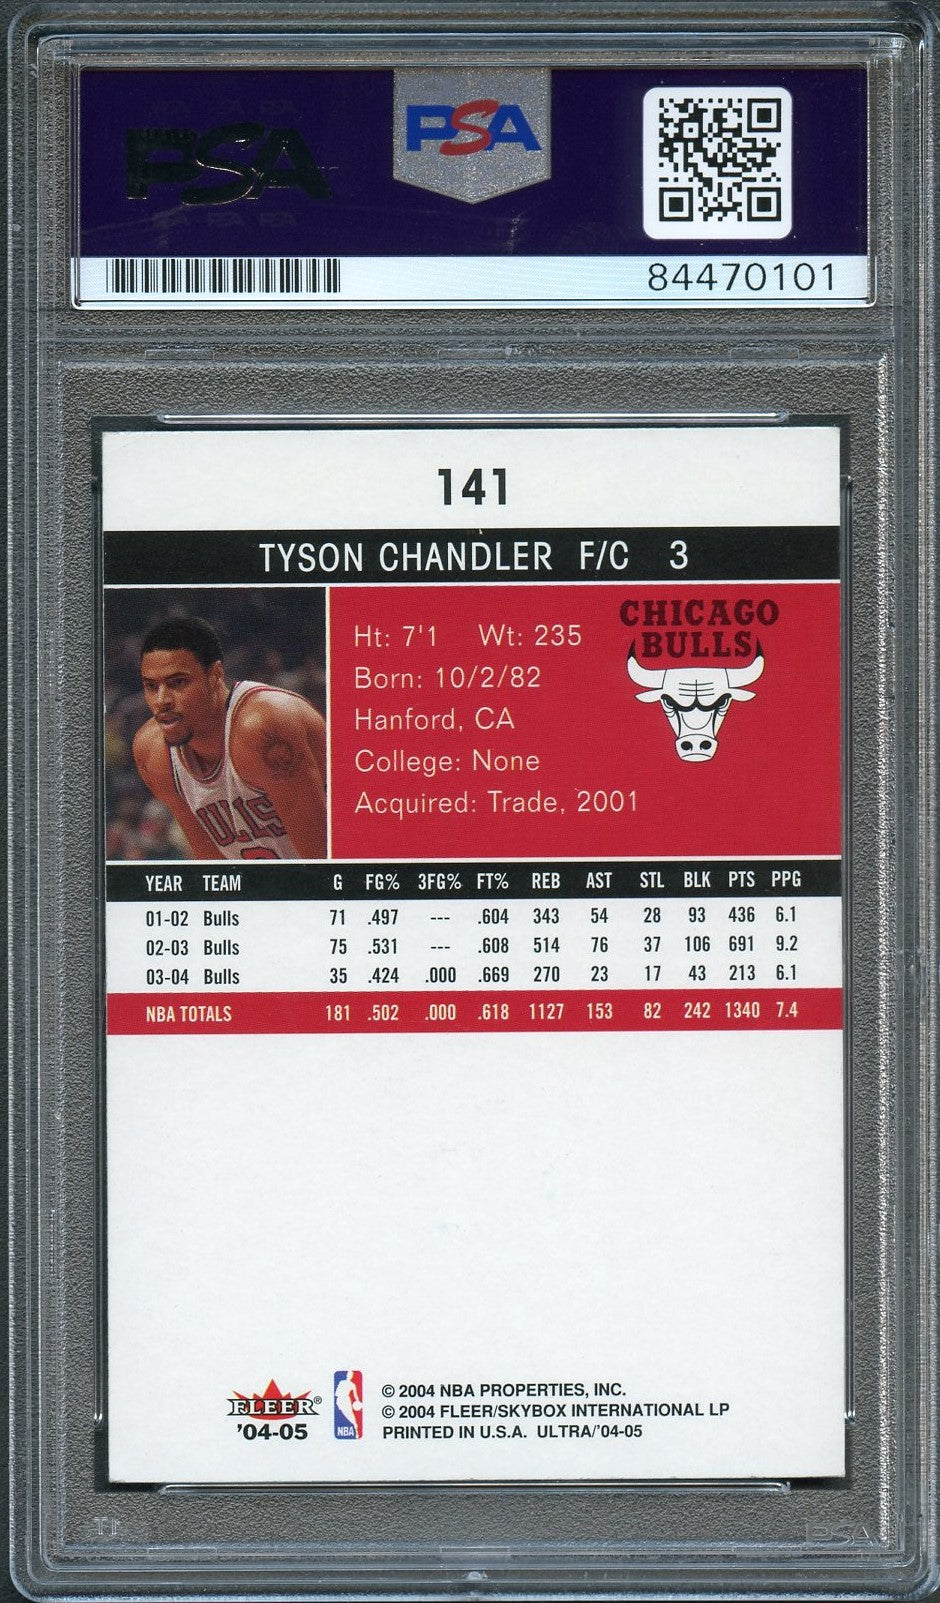 PSA
PSA
84470101
141
TYSON CHANDLER F/C 3
Ht: 7'1 Wt: 235
Born: 10/2/82
Hanford, CA
College: None
Acquired: Trade, 2001
CHICAGO
BULLS
ULLS
YEAR TEAM G FG% 3FG% FT% REB AST STL BLK PTS PPG
01-02 Bulls 71 .497 --- .604 343 54 28 93 436 6.1
02-03 Bulls 75 .531 --- .608 514 76 37 106 691 9.2
03-04 Bulls 35 .424 .000 .669 270 23 17 43 213 6.1
NBA TOTALS 181 .502 .000 .618 1127 153 82 242 1340 7.4
FLEER®
'04-05
NBA
© 2004 NBA PROPERTIES, INC.
© 2004 FLEER/SKYBOX INTERNATIONAL LP
PRINTED IN U.S.A. ULTRA/'04-05
PSA